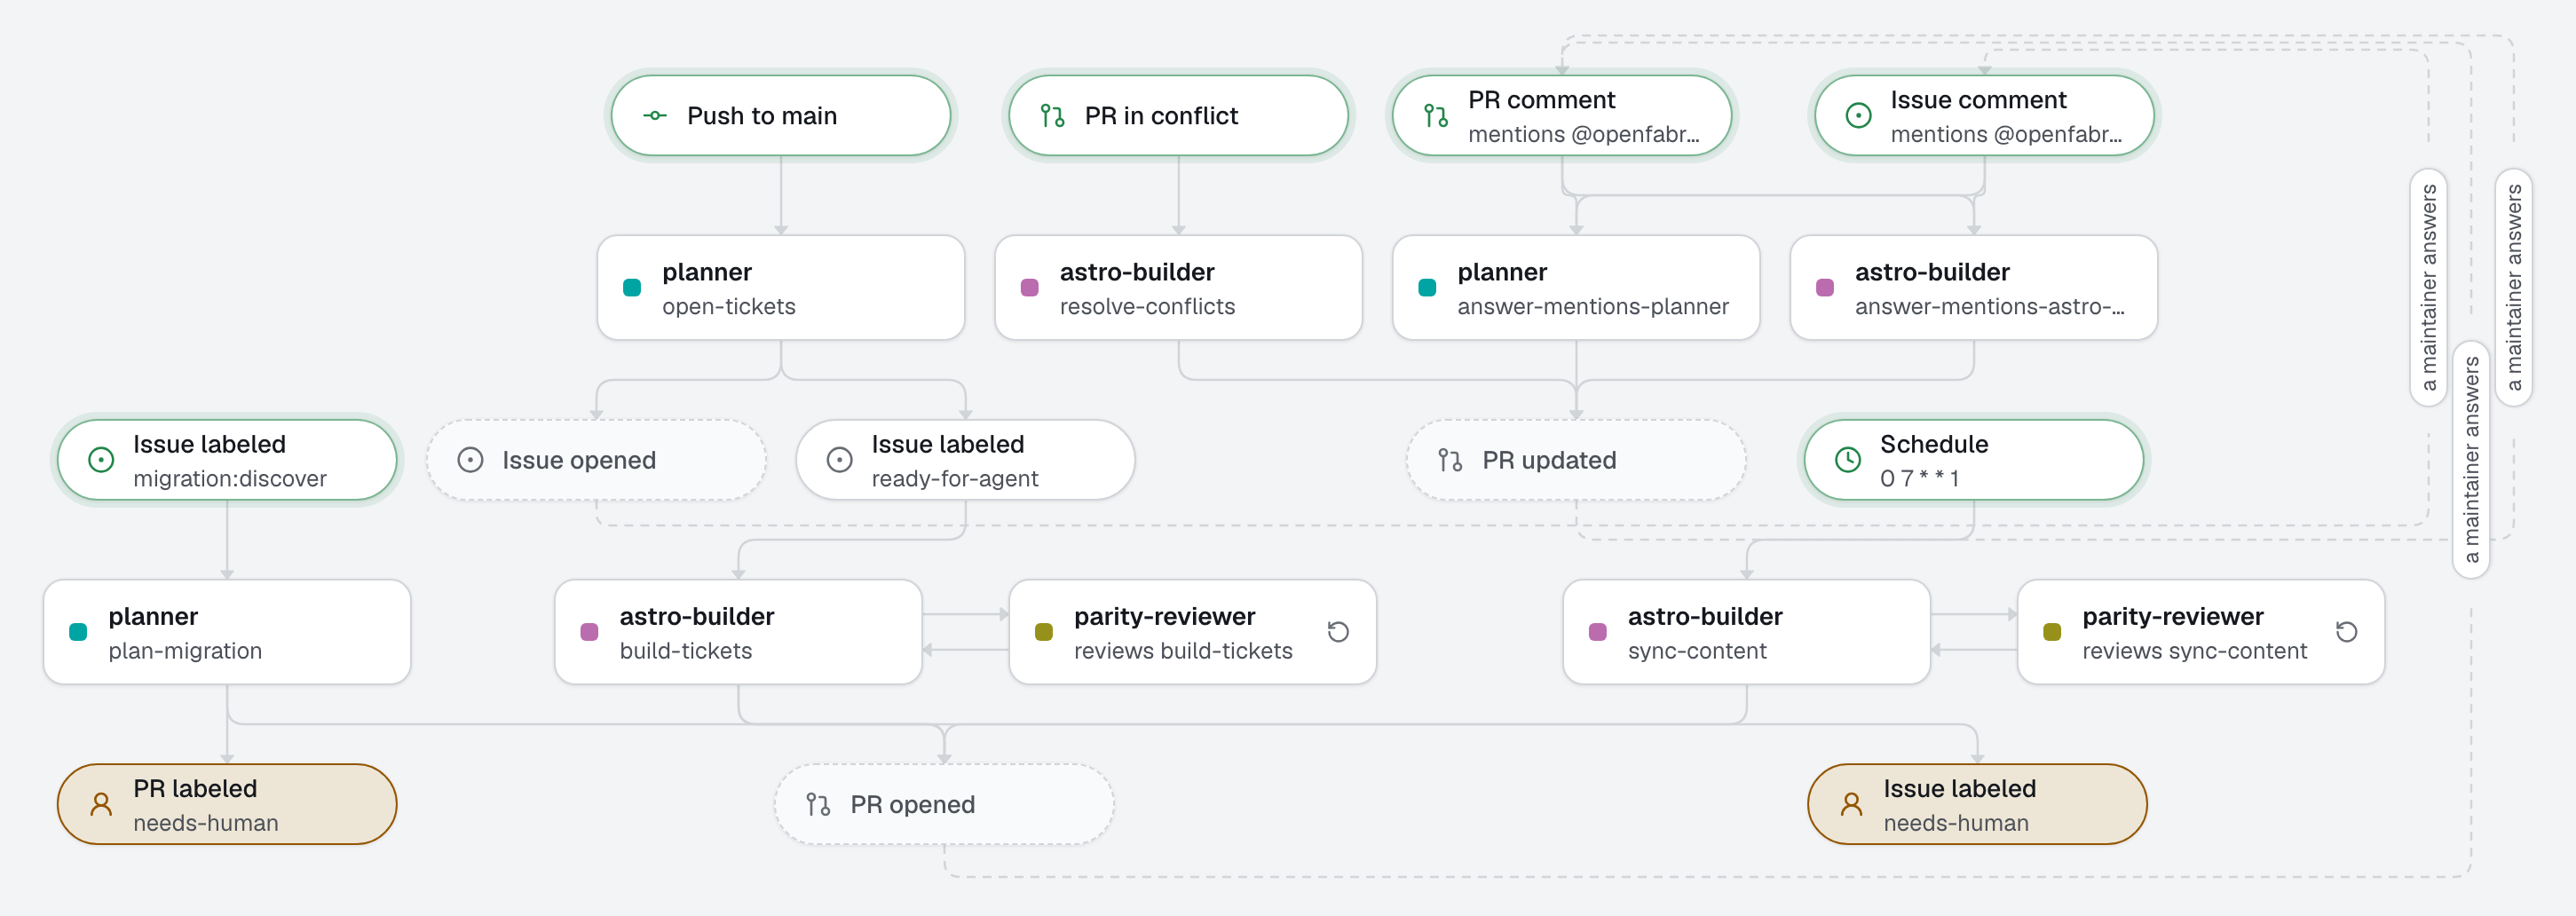 Push to main
PR in conflict
PR comment
mentions @openfabr...
Issue comment
mentions @openfabr...
planner
open-tickets
astro-builder
resolve-conflicts
planner
answer-mentions-planner
astro-builder
answer-mentions-astro-...
a maintainer answers
a maintainer answers
a maintainer answers
Issue labeled
migration:discover
Issue opened
Issue labeled
ready-for-agent
PR updated
Schedule
0 7 * * 1
planner
plan-migration
astro-builder
build-tickets
parity-reviewer
reviews build-tickets
astro-builder
sync-content
parity-reviewer
reviews sync-content
PR labeled
needs-human
PR opened
Issue labeled
needs-human